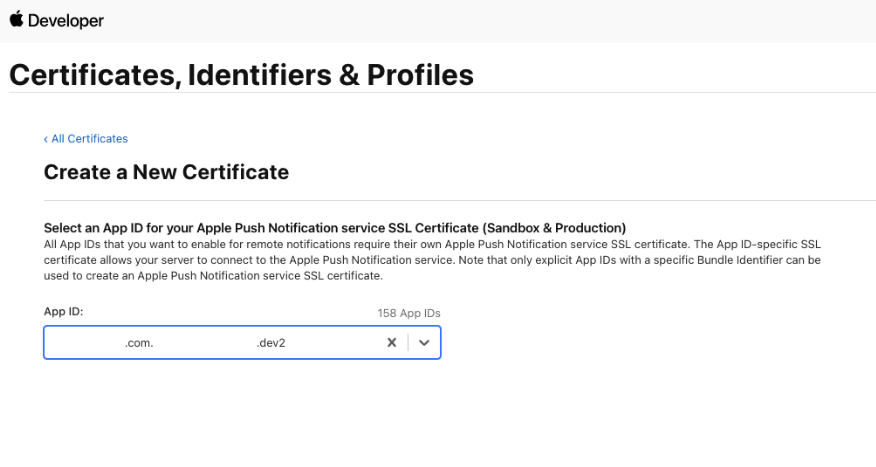 Developer
Certificates, Identifiers & Profiles
‹ All Certificates
Create a New Certificate
Select an App ID for your Apple Push Notification service SSL Certificate (Sandbox & Production)
All App IDs that you want to enable for remote notifications require their own Apple Push Notification service SSL certificate. The App ID-specific SSL
certificate allows your server to connect to the Apple Push Notification service. Note that only explicit App IDs with a specific Bundle Identifier can be
used to create an Apple Push Notification service SSL certificate.
App ID: 158 App IDs
.com. .dev2